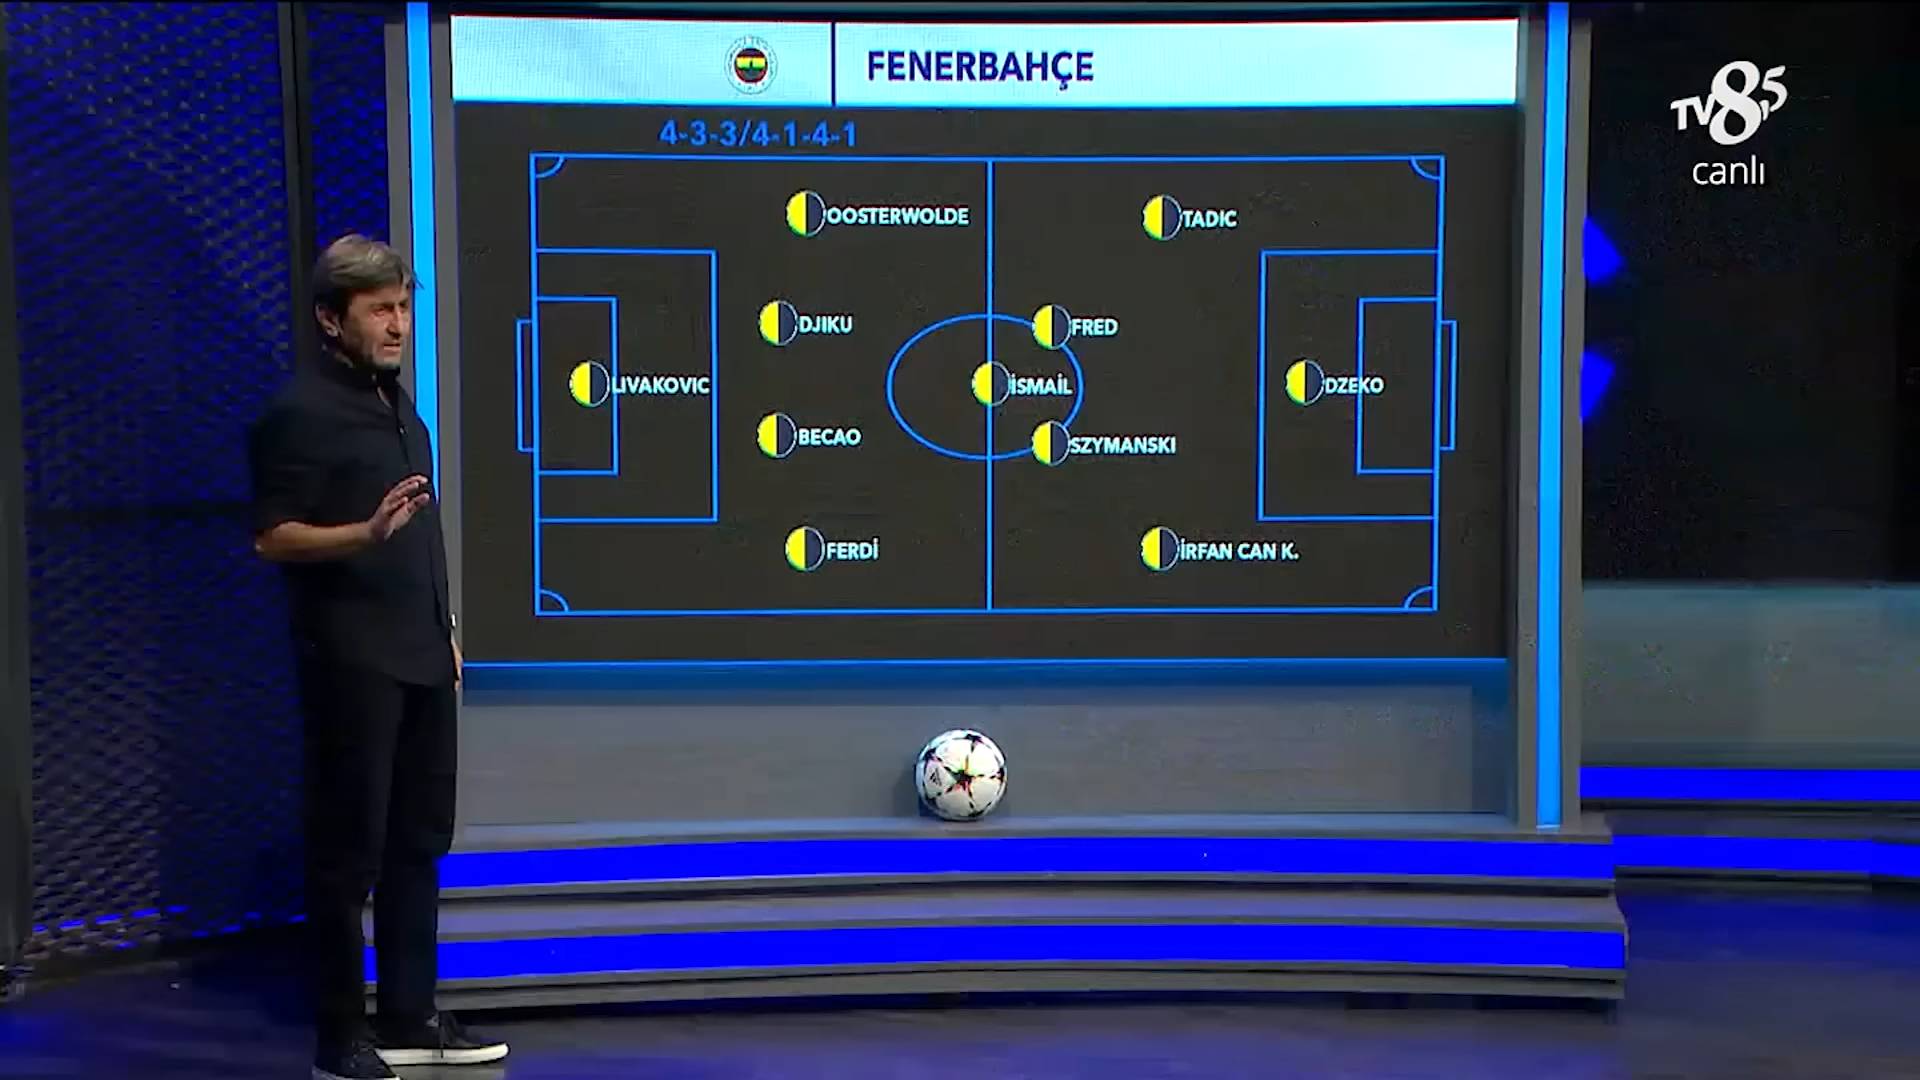 FENERBAHÇE
TV8,5
canlı
4-3-3/4-1-4-1
OOSTERWOLDE
TADIC
DJIKU
FRED
LIVAKOVIC
İSMAİL
DZEKO
BECAO
SZYMANSKI
FERDİ
İRFAN CAN K.